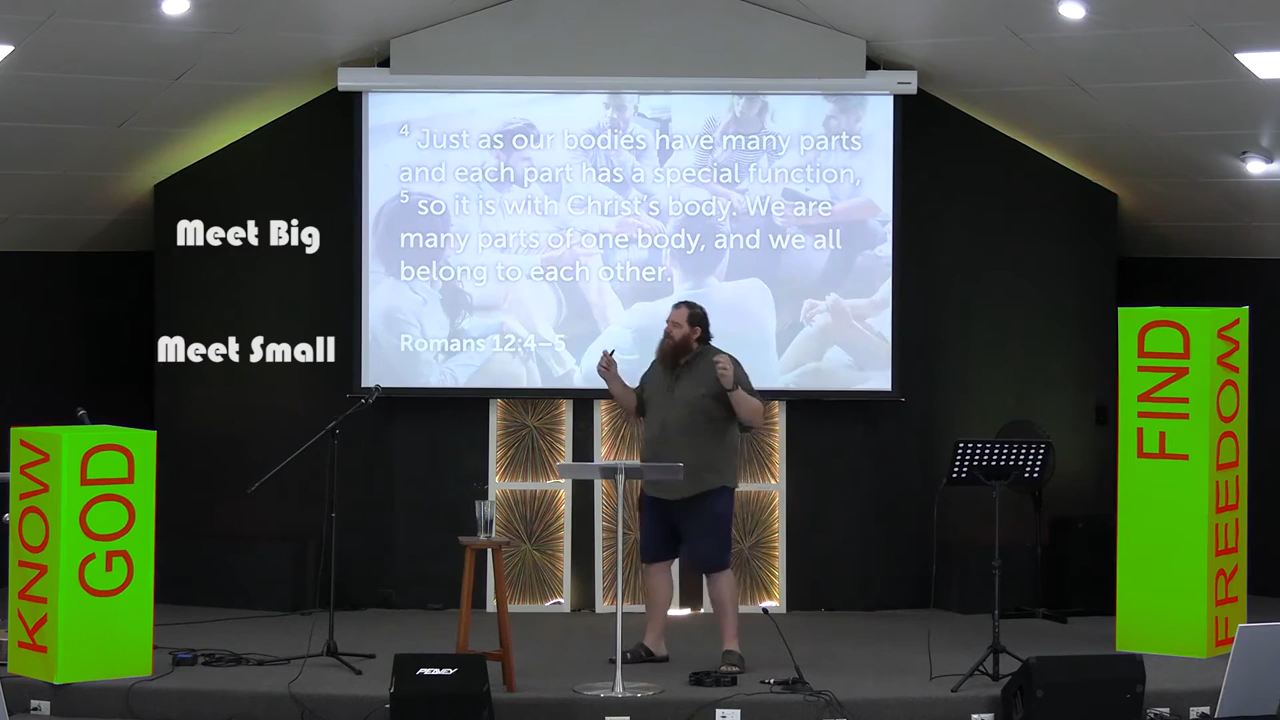 4 Just as our bodies have many parts
and each part has a special function,
5 so it is with Christ's body. We are
many parts of one body, and we all
belong to each other.
Romans 12:4–5
Meet Big
Meet Small
KNOW
GOD
FIND
FREEDOM
PEAVEY